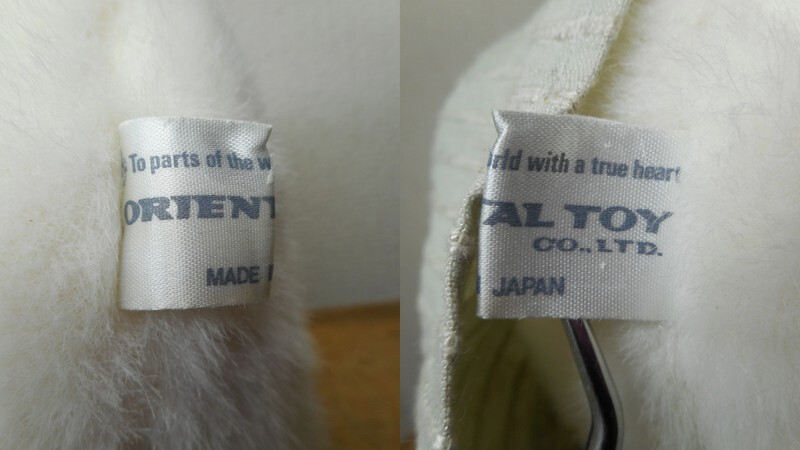 To parts of the w
ORIENT
MADE I
orld with a true heart
AL TOY
CO., LTD.
JAPAN